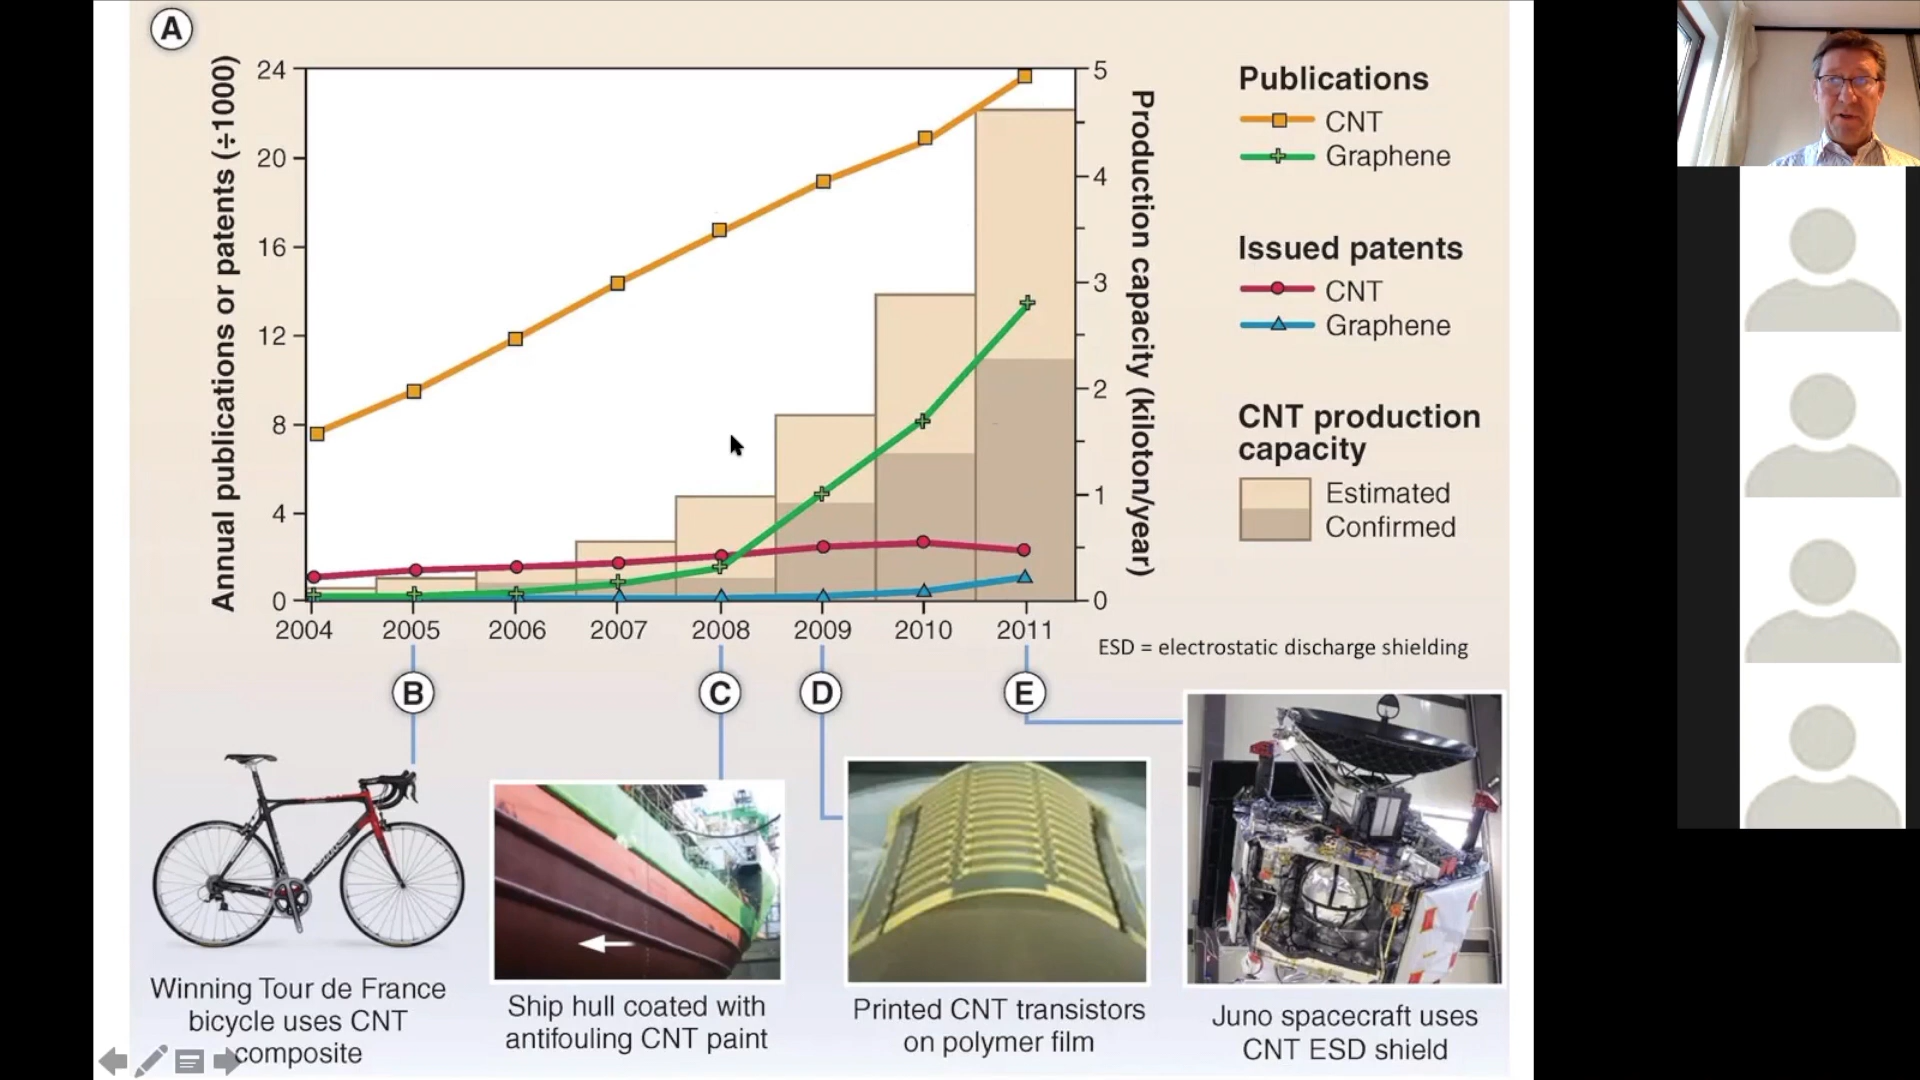 A
Annual publications or patents (÷1000)
24
20
16
12
8
4
0
5
4
3
2
1
0
Production capacity (kiloton/year)
2004 2005 2006 2007 2008 2009 2010 2011
Publications
CNT
Graphene
Issued patents
CNT
Graphene
CNT production
capacity
Estimated
Confirmed
ESD = electrostatic discharge shielding
B C D E
Winning Tour de France
bicycle uses CNT
composite
Ship hull coated with
antifouling CNT paint
Printed CNT transistors
on polymer film
Juno spacecraft uses
CNT ESD shield